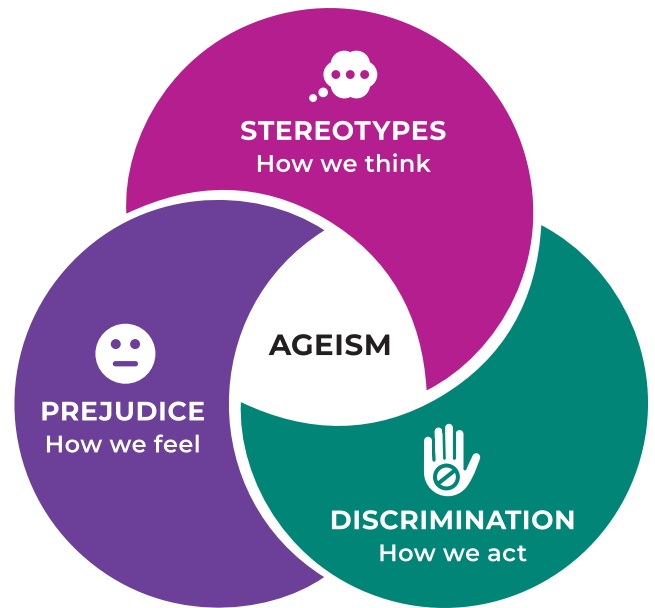 STEREOTYPES
How we think
AGEISM
PREJUDICE
How we feel
DISCRIMINATION
How we act